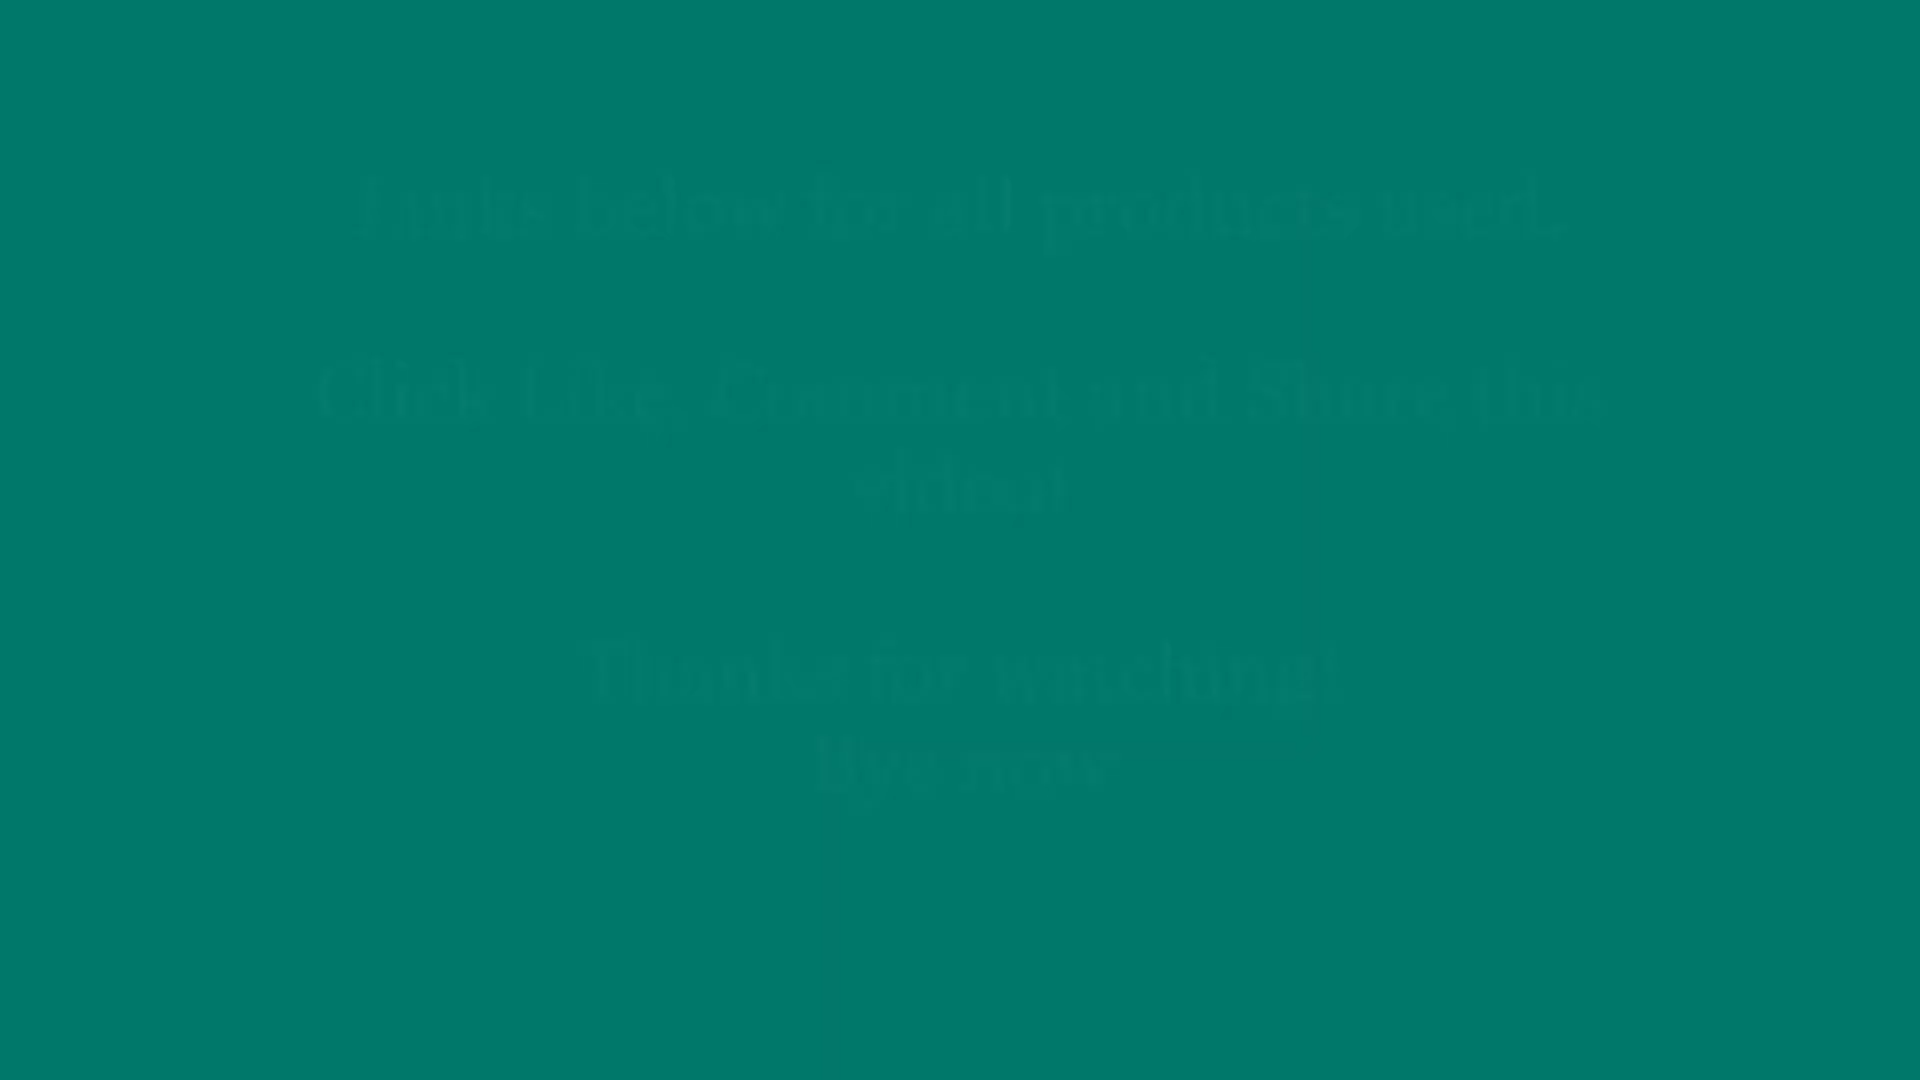 Links below for all products used.
Click Like, Comment and Share this
video!
Thanks for watching!
Bye now